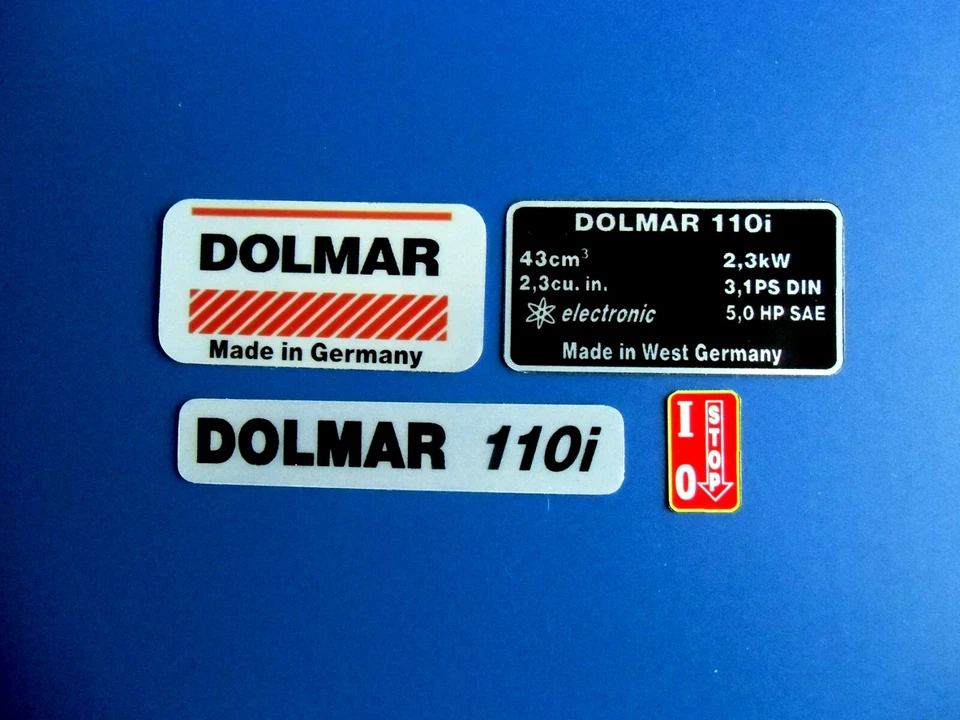 DOLMAR
Made in Germany
DOLMAR 110i
43cm³ 2,3kW
2,3cu. in. 3,1PS DIN
electronic 5,0 HP SAE
Made in West Germany
DOLMAR 110i
I STOP
0